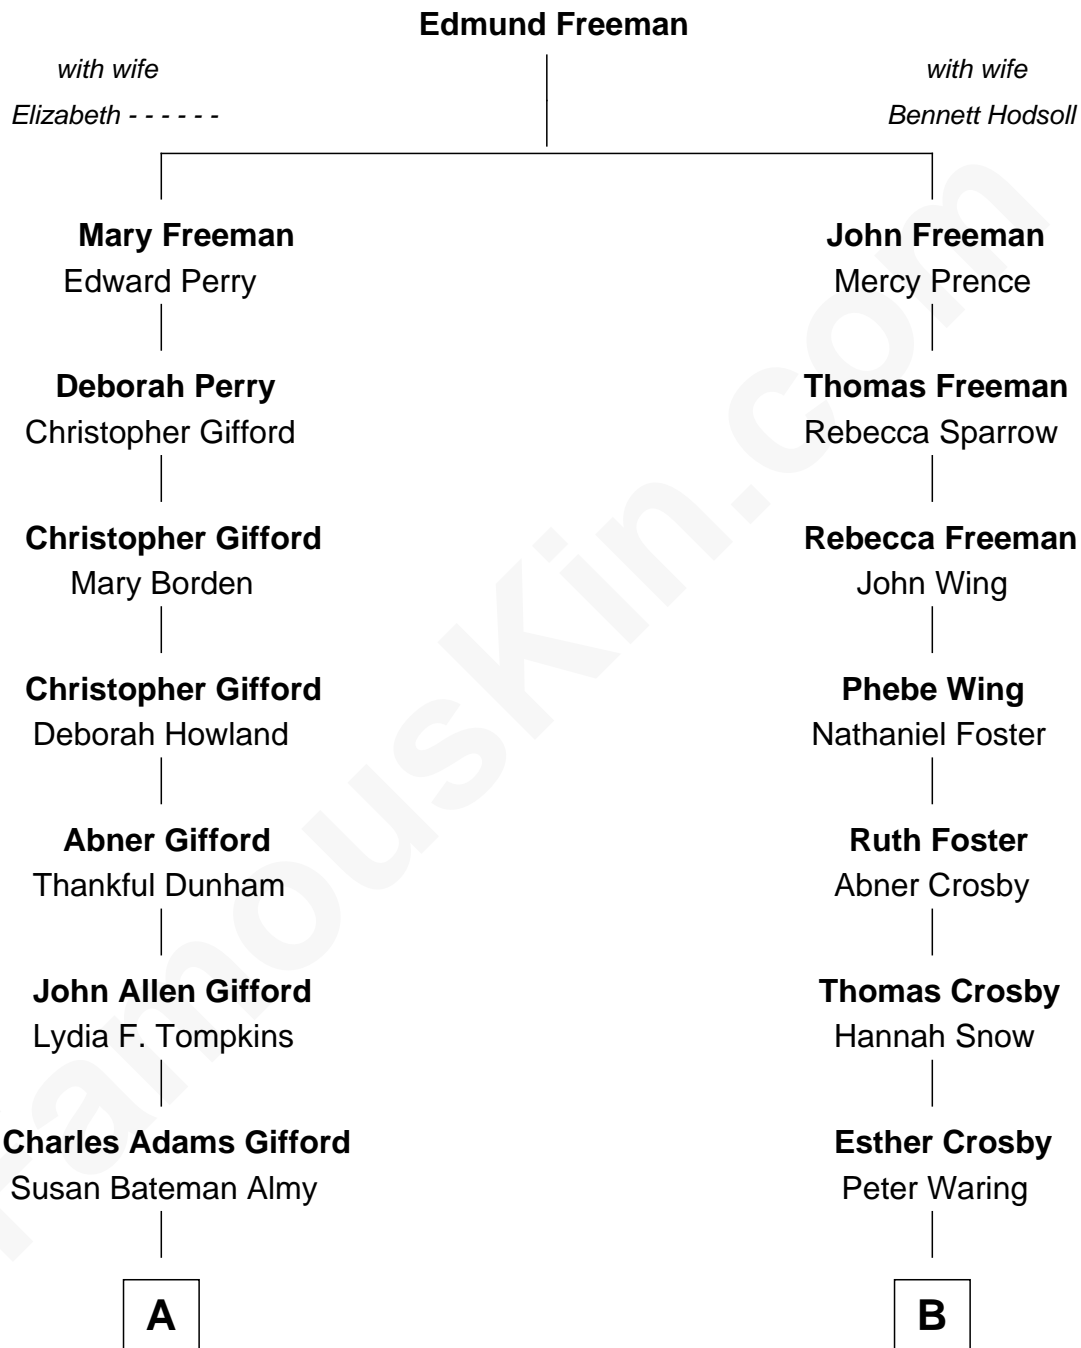 Edmund Freeman
with wife
Elizabeth - - - - - -
with wife
Bennett Hodsoll
Mary Freeman
Edward Perry
John Freeman
Mercy Prence
Deborah Perry
Christopher Gifford
Thomas Freeman
Rebecca Sparrow
Christopher Gifford
Mary Borden
Rebecca Freeman
John Wing
Christopher Gifford
Deborah Howland
Phebe Wing
Nathaniel Foster
Abner Gifford
Thankful Dunham
Ruth Foster
Abner Crosby
John Allen Gifford
Lydia F. Tompkins
Thomas Crosby
Hannah Snow
Charles Adams Gifford
Susan Bateman Almy
Esther Crosby
Peter Waring
A
B
FamousKin.com